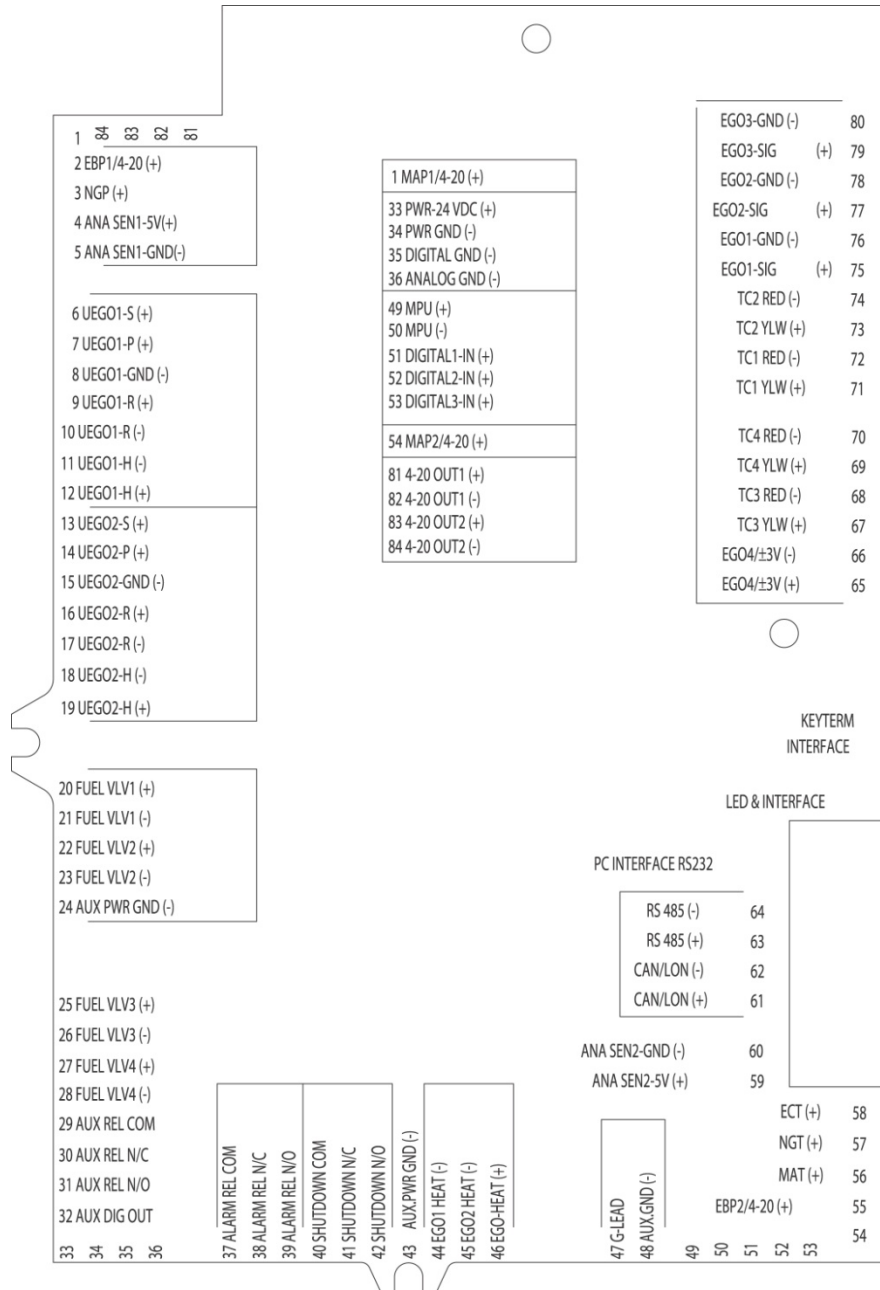 1 84 83 82 81
2 EBP1/4-20 (+)
3 NGP (+)
4 ANA SEN1-5V(+)
5 ANA SEN1-GND(-)
6 UEGO1-S (+)
7 UEGO1-P (+)
8 UEGO1-GND (-)
9 UEGO1-R (+)
10 UEGO1-R (-)
11 UEGO1-H (-)
12 UEGO1-H (+)
13 UEGO2-S (+)
14 UEGO2-P (+)
15 UEGO2-GND (-)
16 UEGO2-R (+)
17 UEGO2-R (-)
18 UEGO2-H (-)
19 UEGO2-H (+)
20 FUEL VLV1 (+)
21 FUEL VLV1 (-)
22 FUEL VLV2 (+)
23 FUEL VLV2 (-)
24 AUX PWR GND (-)
25 FUEL VLV3 (+)
26 FUEL VLV3 (-)
27 FUEL VLV4 (+)
28 FUEL VLV4 (-)
29 AUX REL COM
30 AUX REL N/C
31 AUX REL N/O
32 AUX DIG OUT
33 34 35 36
37 ALARM REL COM
38 ALARM REL N/C
39 ALARM REL N/O
40 SHUTDOWN COM
41 SHUTDOWN N/C
42 SHUTDOWN N/O
43 AUX.PWR GND (-)
44 EGO1 HEAT (-)
45 EGO2 HEAT (-)
46 EGO-HEAT (+)
47 G-LEAD
48 AUX.GND (-)
49 50 51 52 53
1 MAP1/4-20 (+)
33 PWR-24 VDC (+)
34 PWR GND (-)
35 DIGITAL GND (-)
36 ANALOG GND (-)
49 MPU (+)
50 MPU (-)
51 DIGITAL1-IN (+)
52 DIGITAL2-IN (+)
53 DIGITAL3-IN (+)
54 MAP2/4-20 (+)
81 4-20 OUT1 (+)
82 4-20 OUT1 (-)
83 4-20 OUT2 (+)
84 4-20 OUT2 (-)
EGO3-GND (-) 80
EGO3-SIG (+) 79
EGO2-GND (-) 78
EGO2-SIG (+) 77
EGO1-GND (-) 76
EGO1-SIG (+) 75
TC2 RED (-) 74
TC2 YLW (+) 73
TC1 RED (-) 72
TC1 YLW (+) 71
TC4 RED (-) 70
TC4 YLW (+) 69
TC3 RED (-) 68
TC3 YLW (+) 67
EGO4/±3V (-) 66
EGO4/±3V (+) 65
KEYTERM
INTERFACE
LED & INTERFACE
PC INTERFACE RS232
RS 485 (-) 64
RS 485 (+) 63
CAN/LON (-) 62
CAN/LON (+) 61
ANA SEN2-GND (-) 60
ANA SEN2-5V (+) 59
ECT (+) 58
NGT (+) 57
MAT (+) 56
EBP2/4-20 (+) 55
54